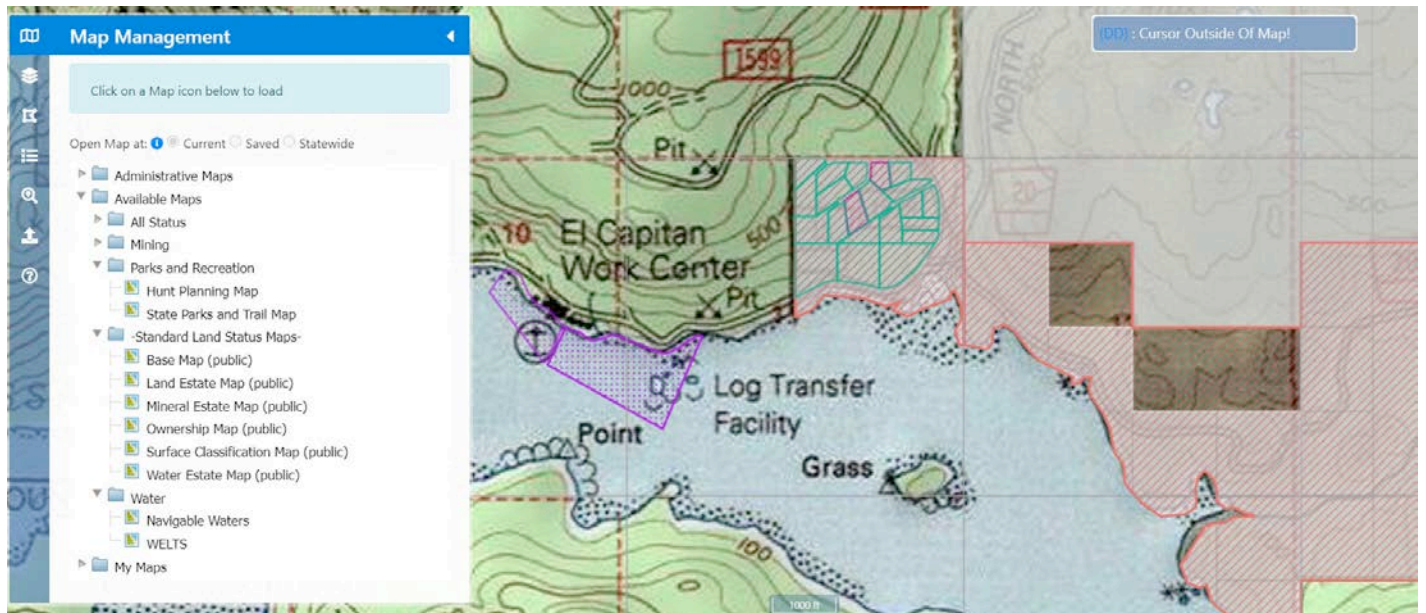 Map Management
Click on a Map icon below to load
Open Map at: Current Saved Statewide
Administrative Maps
Available Maps
All Status
Mining
Parks and Recreation
Hunt Planning Map
State Parks and Trail Map
-Standard Land Status Maps-
Base Map (public)
Land Estate Map (public)
Mineral Estate Map (public)
Ownership Map (public)
Surface Classification Map (public)
Water Estate Map (public)
Water
Navigable Waters
WELTS
My Maps
(DD) : Cursor Outside Of Map!
1599
1000
NORTH
500
Pit
20
500
10
El Capitan
Work Center
500
Pit
Log Transfer
Facility
Point
Grass
100
1000 ft